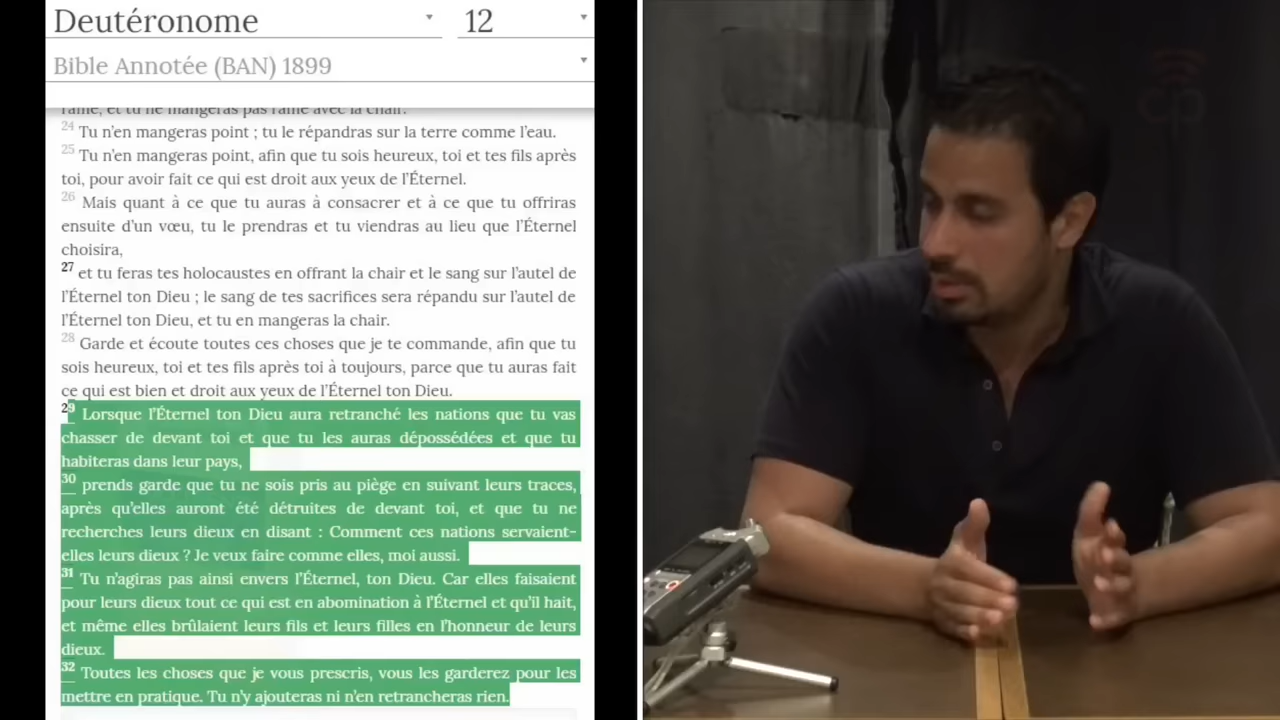 Deutéronome 12
Bible Annotée (BAN) 1899
l'âme, et tu ne mangeras pas l'âme avec la chair.
24 Tu n'en mangeras point ; tu le répandras sur la terre comme l'eau.
25 Tu n'en mangeras point, afin que tu sois heureux, toi et tes fils après
toi, pour avoir fait ce qui est droit aux yeux de l'Éternel.
26 Mais quant à ce que tu auras à consacrer et à ce que tu offriras
ensuite d'un vœu, tu le prendras et tu viendras au lieu que l'Éternel
choisira,
27 et tu feras tes holocaustes en offrant la chair et le sang sur l'autel de
l'Éternel ton Dieu ; le sang de tes sacrifices sera répandu sur l'autel de
l'Éternel ton Dieu, et tu en mangeras la chair.
28 Garde et écoute toutes ces choses que je te commande, afin que tu
sois heureux, toi et tes fils après toi à toujours, parce que tu auras fait
ce qui est bien et droit aux yeux de l'Éternel ton Dieu.
29 Lorsque l'Éternel ton Dieu aura retranché les nations que tu vas
chasser de devant toi et que tu les auras dépossédées et que tu
habiteras dans leur pays,
30 prends garde que tu ne sois pris au piège en suivant leurs traces,
après qu'elles auront été détruites de devant toi, et que tu ne
recherches leurs dieux en disant : Comment ces nations servaient-
elles leurs dieux ? Je veux faire comme elles, moi aussi.
31 Tu n'agiras pas ainsi envers l'Éternel, ton Dieu. Car elles faisaient
pour leurs dieux tout ce qui est en abomination à l'Éternel et qu'il hait,
et même elles brûlaient leurs fils et leurs filles en l'honneur de leurs
dieux.
32 Toutes les choses que je vous prescris, vous les garderez pour les
mettre en pratique. Tu n'y ajouteras ni n'en retrancheras rien.
cp